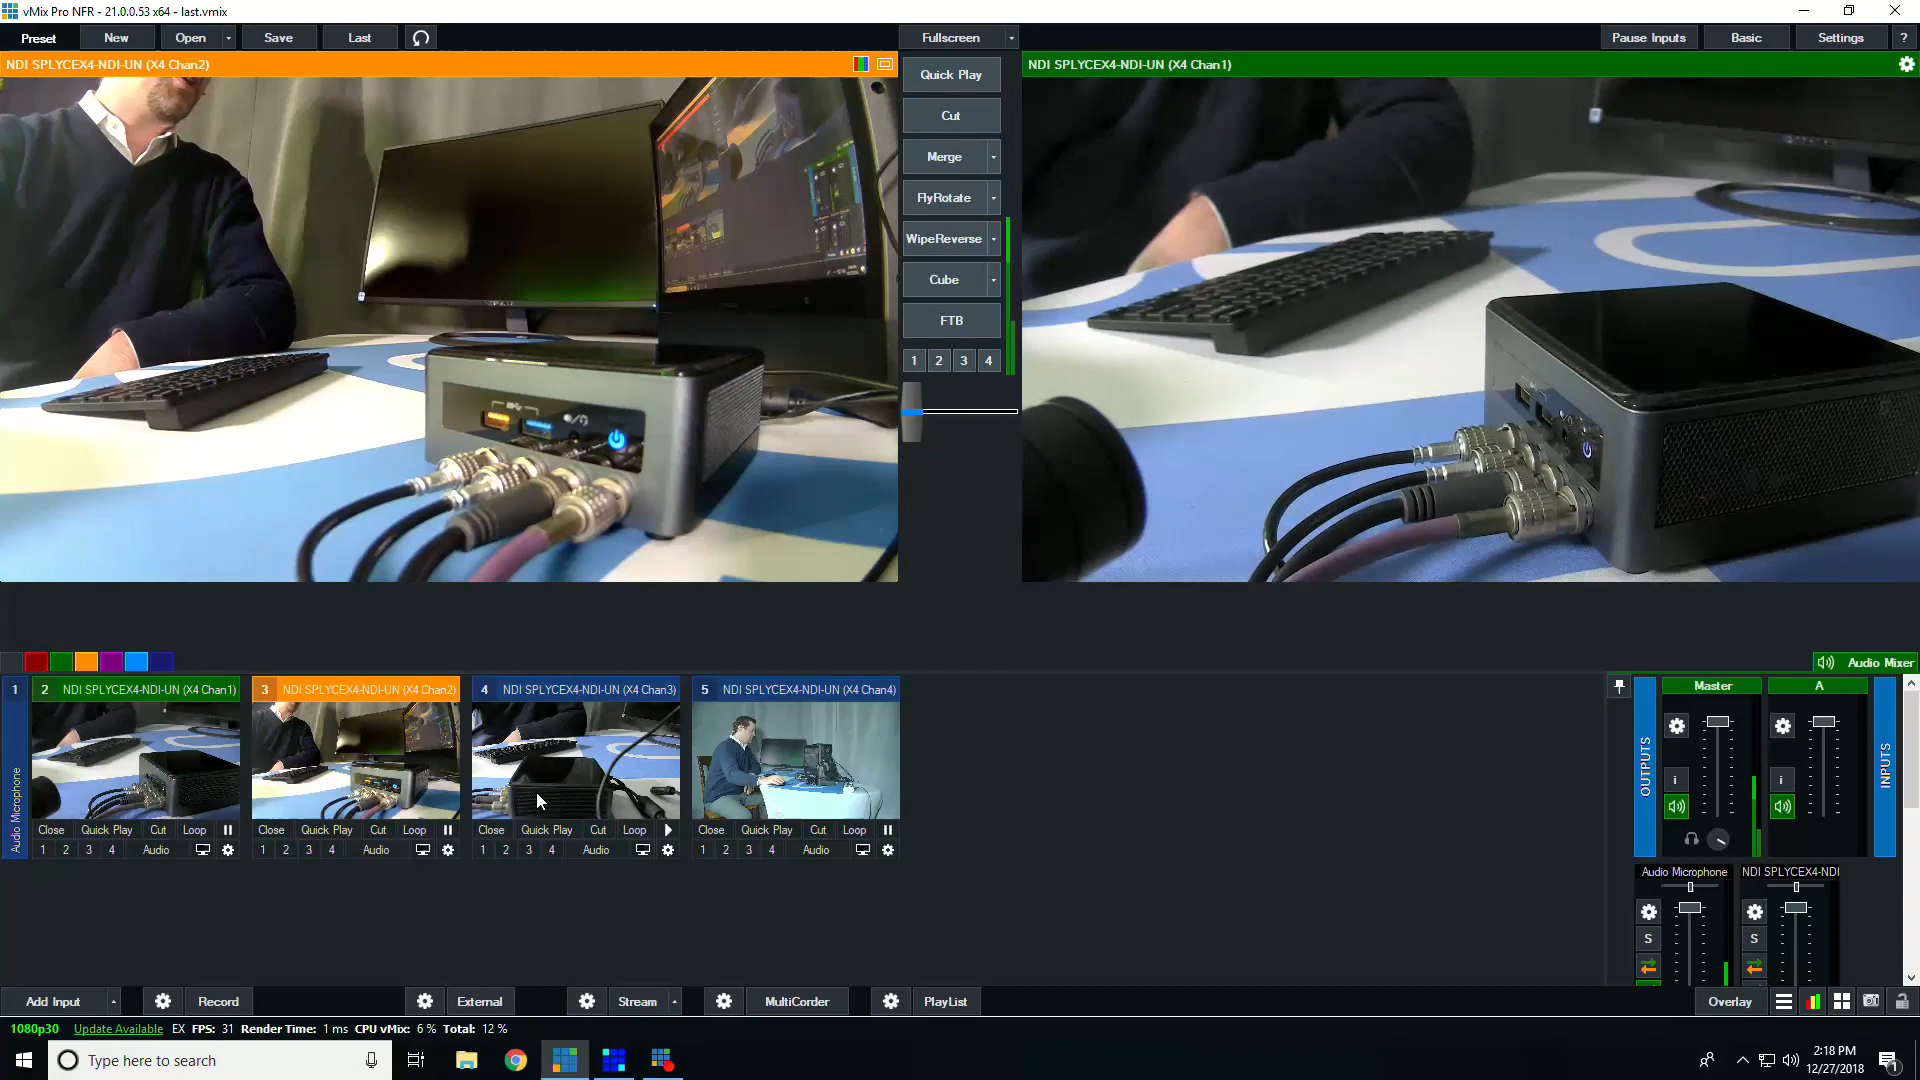 vMix Pro NFR - 21.0.0.53 x64 - last.vmix
Preset New Open Save Last Fullscreen Pause Inputs Basic Settings ?
NDI SPLYCEX4-NDI-UN (X4 Chan2)
NDI SPLYCEX4-NDI-UN (X4 Chan1)
Quick Play
Cut
Merge
FlyRotate
WipeReverse
Cube
FTB
1 2 3 4
Audio Mixer
1 Audio Microphone
2 NDI SPLYCEX4-NDI-UN (X4 Chan1)
3 NDI SPLYCEX4-NDI-UN (X4 Chan2)
4 NDI SPLYCEX4-NDI-UN (X4 Chan3)
5 NDI SPLYCEX4-NDI-UN (X4 Chan4)
Close Quick Play Cut Loop
1 2 3 4 Audio
Close Quick Play Cut Loop
1 2 3 4 Audio
Close Quick Play Cut Loop
1 2 3 4 Audio
Close Quick Play Cut Loop
1 2 3 4 Audio
OUTPUTS
Master
A
INPUTS
i i
Audio Microphone
NDI SPLYCEX4-NDI
S S
Add Input Record External Stream MultiCorder PlayList Overlay
1080p30 Update Available EX FPS: 31 Render Time: 1 ms CPU vMix: 6 % Total: 12 %
Type here to search
2:18 PM
12/27/2018
1